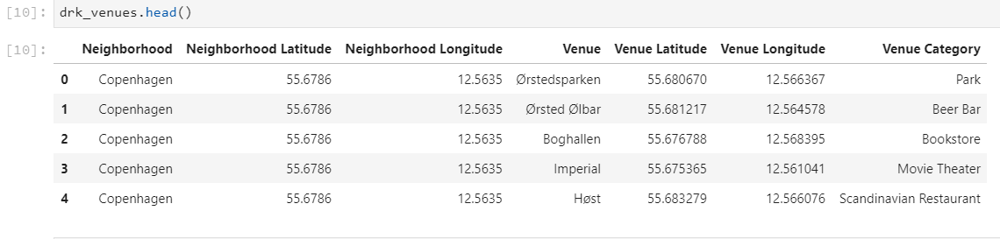 [10]: drk_venues.head()
[10]: Neighborhood Neighborhood Latitude Neighborhood Longitude Venue Venue Latitude Venue Longitude Venue Category
0 Copenhagen 55.6786 12.5635 Ørstedsparken 55.680670 12.566367 Park
1 Copenhagen 55.6786 12.5635 Ørsted Ølbar 55.681217 12.564578 Beer Bar
2 Copenhagen 55.6786 12.5635 Boghallen 55.676788 12.568395 Bookstore
3 Copenhagen 55.6786 12.5635 Imperial 55.675365 12.561041 Movie Theater
4 Copenhagen 55.6786 12.5635 Høst 55.683279 12.566076 Scandinavian Restaurant